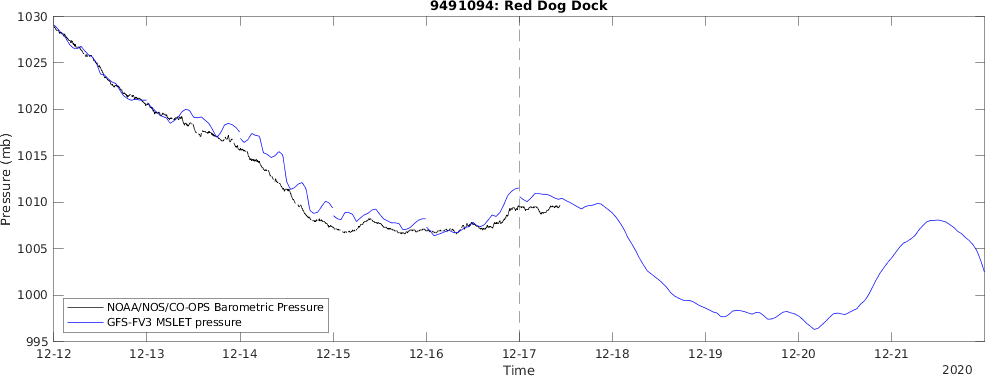 9491094: Red Dog Dock
1030
1025
1020
1015
1010
1005
1000
995
Pressure (mb)
NOAA/NOS/CO-OPS Barometric Pressure
GFS-FV3 MSLET pressure
12-12 12-13 12-14 12-15 12-16 12-17 12-18 12-19 12-20 12-21
Time
2020